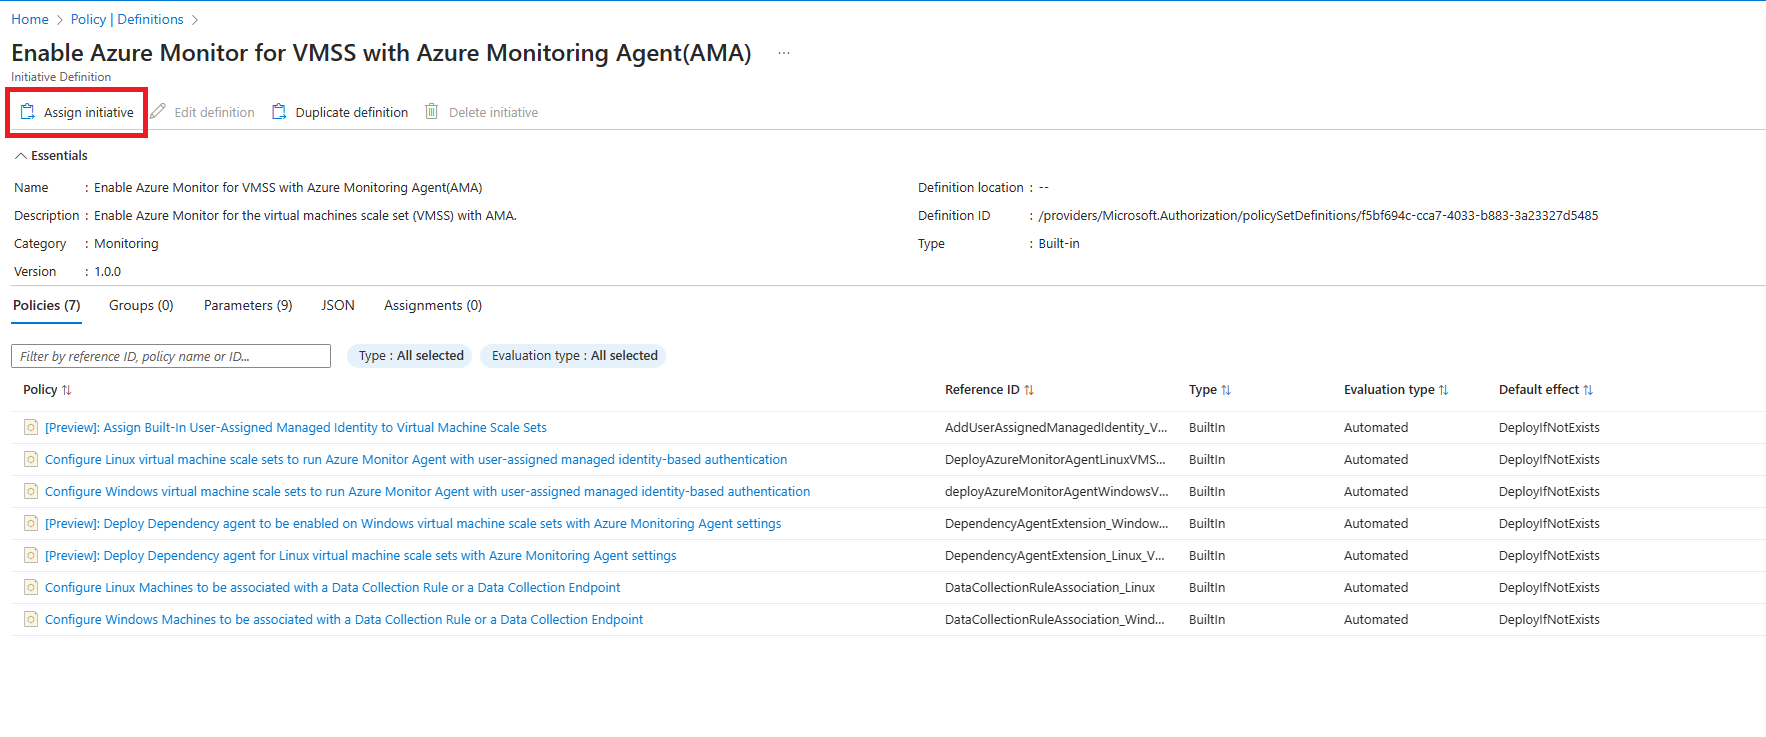 Home > Policy | Definitions >
Enable Azure Monitor for VMSS with Azure Monitoring Agent(AMA) ...
Initiative Definition
Assign initiative Edit definition Duplicate definition Delete initiative
Essentials
Name : Enable Azure Monitor for VMSS with Azure Monitoring Agent(AMA) Definition location : --
Description : Enable Azure Monitor for the virtual machines scale set (VMSS) with AMA. Definition ID : /providers/Microsoft.Authorization/policySetDefinitions/f5bf694c-cca7-4033-b883-3a23327d5485
Category : Monitoring Type : Built-in
Version : 1.0.0
Policies (7) Groups (0) Parameters (9) JSON Assignments (0)
Filter by reference ID, policy name or ID... Type : All selected Evaluation type : All selected
Policy Reference ID Type Evaluation type Default effect
[Preview]: Assign Built-In User-Assigned Managed Identity to Virtual Machine Scale Sets AddUserAssignedManagedIdentity_V... BuiltIn Automated DeployIfNotExists
Configure Linux virtual machine scale sets to run Azure Monitor Agent with user-assigned managed identity-based authentication DeployAzureMonitorAgentLinuxVMS... BuiltIn Automated DeployIfNotExists
Configure Windows virtual machine scale sets to run Azure Monitor Agent with user-assigned managed identity-based authentication deployAzureMonitorAgentWindowsV... BuiltIn Automated DeployIfNotExists
[Preview]: Deploy Dependency agent to be enabled on Windows virtual machine scale sets with Azure Monitoring Agent settings DependencyAgentExtension_Window... BuiltIn Automated DeployIfNotExists
[Preview]: Deploy Dependency agent for Linux virtual machine scale sets with Azure Monitoring Agent settings DependencyAgentExtension_Linux_V... BuiltIn Automated DeployIfNotExists
Configure Linux Machines to be associated with a Data Collection Rule or a Data Collection Endpoint DataCollectionRuleAssociation_Linux BuiltIn Automated DeployIfNotExists
Configure Windows Machines to be associated with a Data Collection Rule or a Data Collection Endpoint DataCollectionRuleAssociation_Wind... BuiltIn Automated DeployIfNotExists